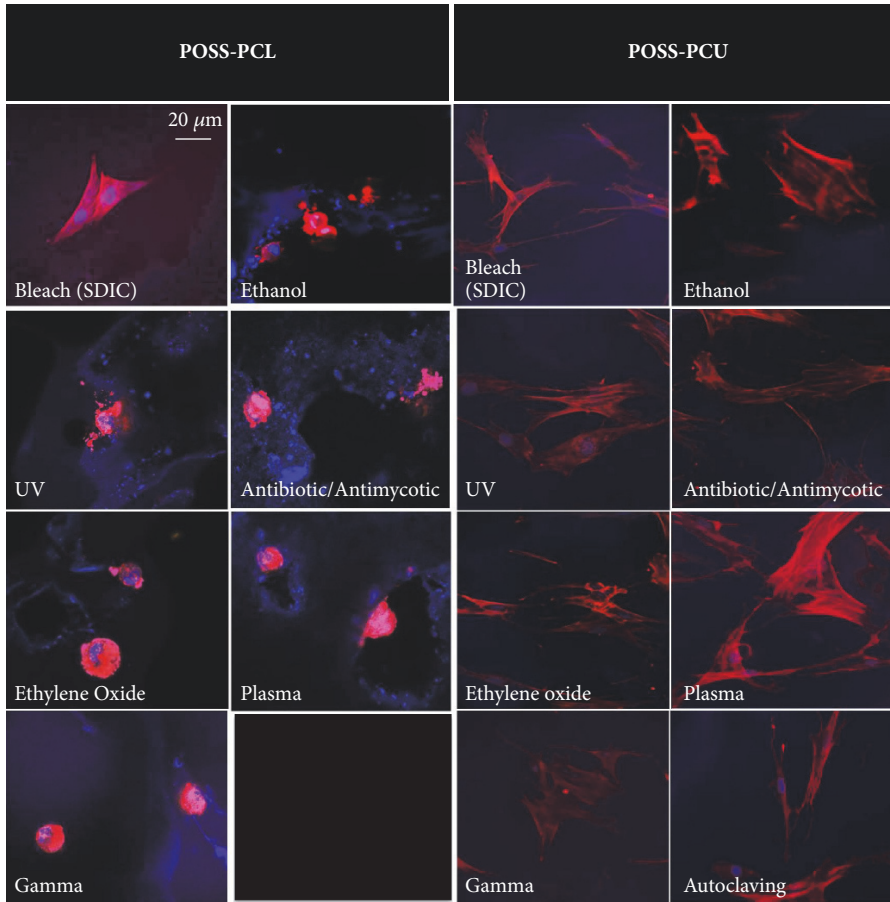 POSS-PCL
POSS-PCU
20 μm
Bleach (SDIC)
Ethanol
Bleach
(SDIC)
Ethanol
UV
Antibiotic/Antimycotic
UV
Antibiotic/Antimycotic
Ethylene Oxide
Plasma
Ethylene oxide
Plasma
Gamma
Gamma
Autoclaving